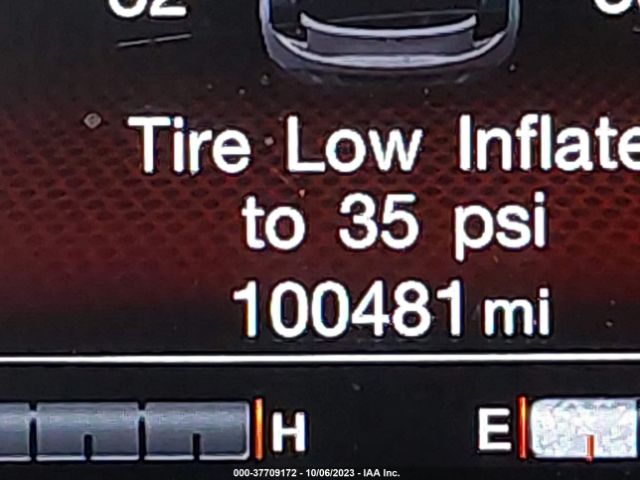 Tire Low Inflate
to 35 psi
100481 mi
H E
000-37709172 - 10/06/2023 - IAA Inc.